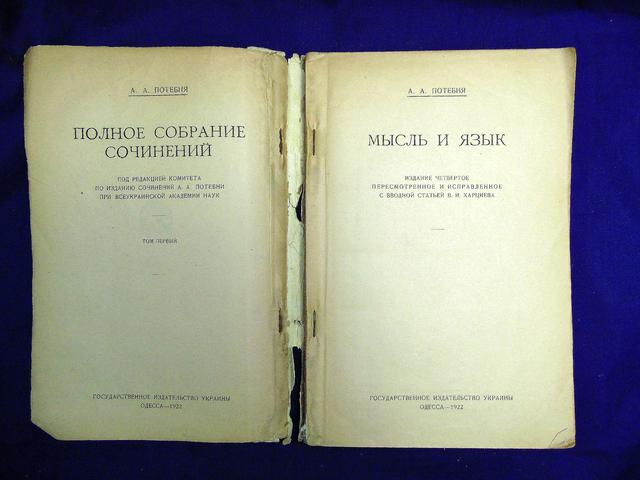 А. А. ПОТЕБНЯ
ПОЛНОЕ СОБРАНИЕ
СОЧИНЕНИЙ
ПОД РЕДАКЦИЕЙ КОМИТЕТА
ПО ИЗДАНИЮ СОЧИНЕНИЙ А. А. ПОТЕБНИ
ПРИ ВСЕУКРАИНСКОЙ АКАДЕМИИ НАУК
ТОМ ПЕРВЫЙ
ГОСУДАРСТВЕННОЕ ИЗДАТЕЛЬСТВО УКРАИНЫ
ОДЕССА—1922
А. А. ПОТЕБНЯ
МЫСЛЬ И ЯЗЫК
ИЗДАНИЕ ЧЕТВЕРТОЕ
ПЕРЕСМОТРЕННОЕ И ИСПРАВЛЕННОЕ
С ВВОДНОЙ СТАТЬЕЙ В. И. ХАРЦИЕВА
ГОСУДАРСТВЕННОЕ ИЗДАТЕЛЬСТВО УКРАИНЫ
ОДЕССА—1922